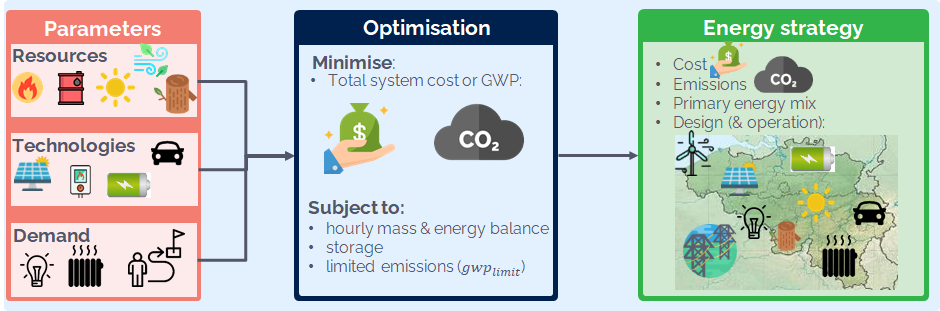 Parameters
Resources
Technologies
Demand
Optimisation
Minimise:
• Total system cost or GWP:
$
CO₂
Subject to:
• hourly mass & energy balance
• storage
• limited emissions (gwp_limit)
Energy strategy
• Cost
$
• Emissions
CO₂
• Primary energy mix
• Design (& operation):